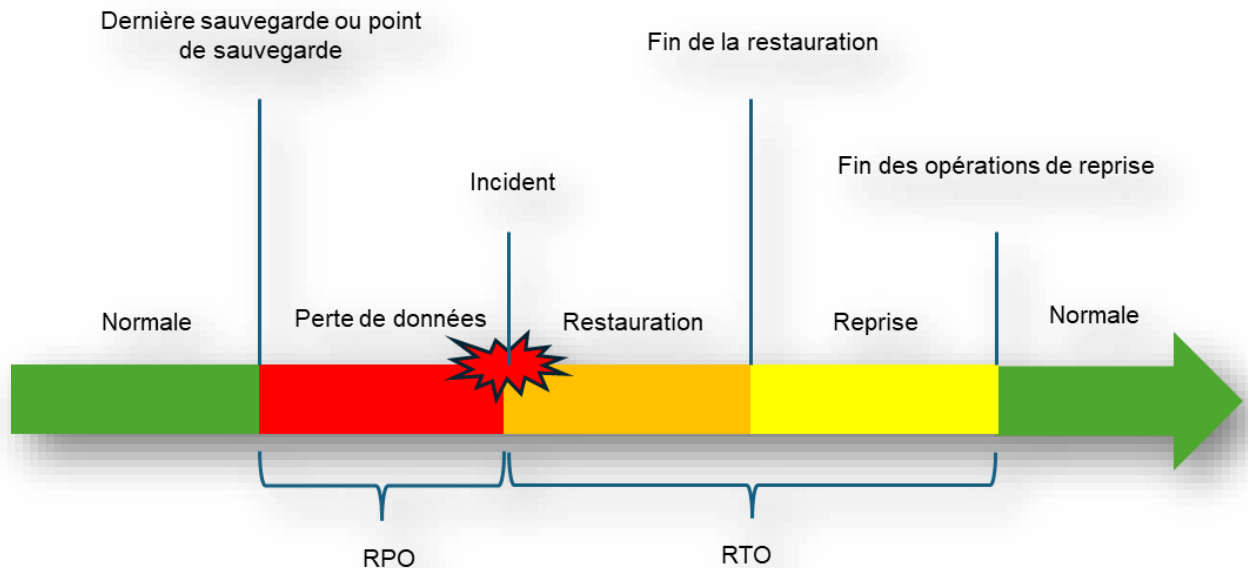 Dernière sauvegarde ou point
de sauvegarde
Fin de la restauration
Incident
Fin des opérations de reprise
Normale
Perte de données
Restauration
Reprise
Normale
RPO
RTO